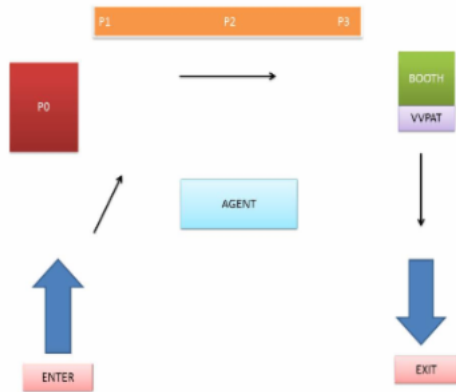 P1 P2 P3
P0
BOOTH
VVPAT
AGENT
ENTER
EXIT